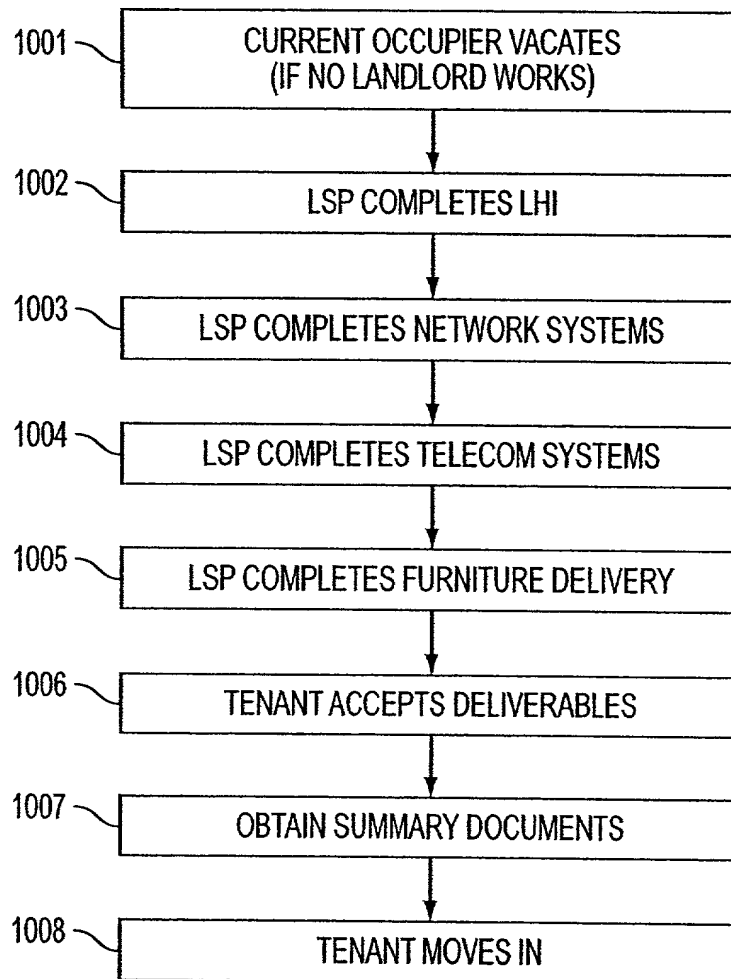 1001
CURRENT OCCUPIER VACATES
(IF NO LANDLORD WORKS)
1002
LSP COMPLETES LHI
1003
LSP COMPLETES NETWORK SYSTEMS
1004
LSP COMPLETES TELECOM SYSTEMS
1005
LSP COMPLETES FURNITURE DELIVERY
1006
TENANT ACCEPTS DELIVERABLES
1007
OBTAIN SUMMARY DOCUMENTS
1008
TENANT MOVES IN